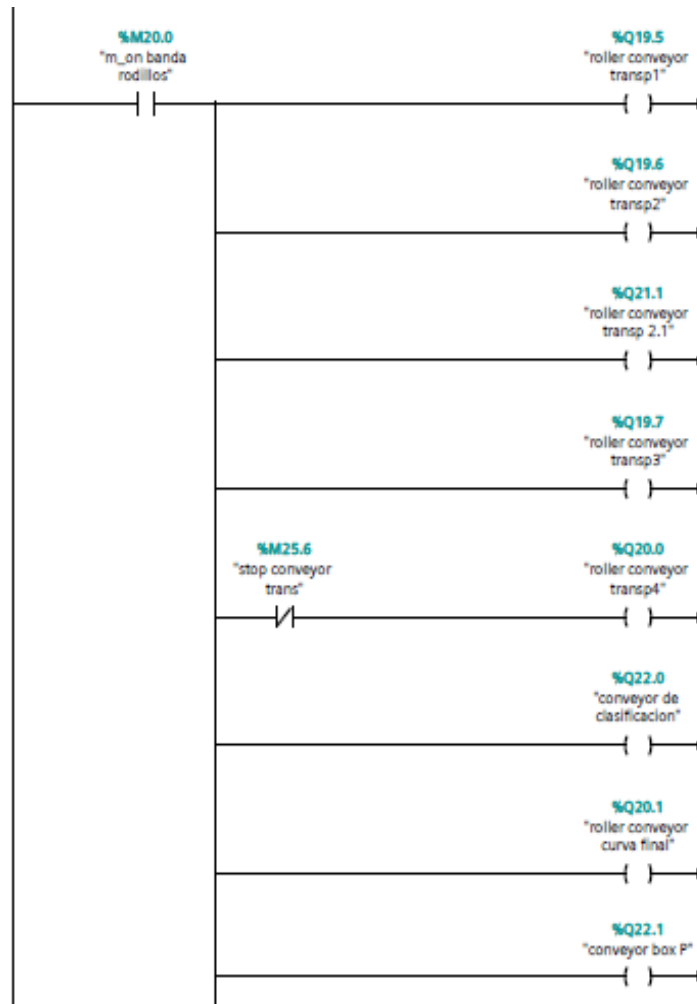 %M20.0
"m_on banda
rodillos"
%Q19.5
"roller conveyor
transp1"
%Q19.6
"roller conveyor
transp2"
%Q21.1
"roller conveyor
transp 2.1"
%Q19.7
"roller conveyor
transp3"
%M25.6
"stop conveyor
trans"
%Q20.0
"roller conveyor
transp4"
%Q22.0
"conveyor de
clasificacion"
%Q20.1
"roller conveyor
curva final"
%Q22.1
"conveyor box P"